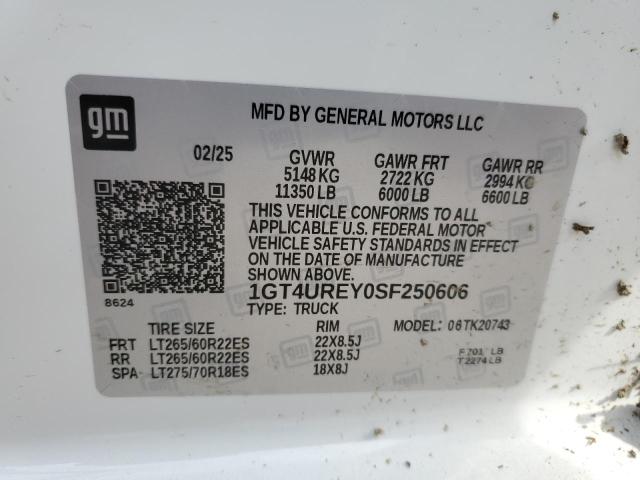 gm
MFD BY GENERAL MOTORS LLC
02/25 GVWR GAWR FRT GAWR RR
5148 KG 2722 KG 2994 KG
11350 LB 6000 LB 6600 LB
THIS VEHICLE CONFORMS TO ALL
APPLICABLE U.S. FEDERAL MOTOR
VEHICLE SAFETY STANDARDS IN EFFECT
ON THE DATE OF MANUFACTURE
SHOWN ABOVE.
8624 1GT4UREY0SF250606
TYPE: TRUCK MODEL: 06TK20743
TIRE SIZE RIM
FRT LT265/60R22ES 22X8.5J
RR LT265/60R22ES 22X8.5J
SPA LT275/70R18ES 18X8J
LB
T2274 LB